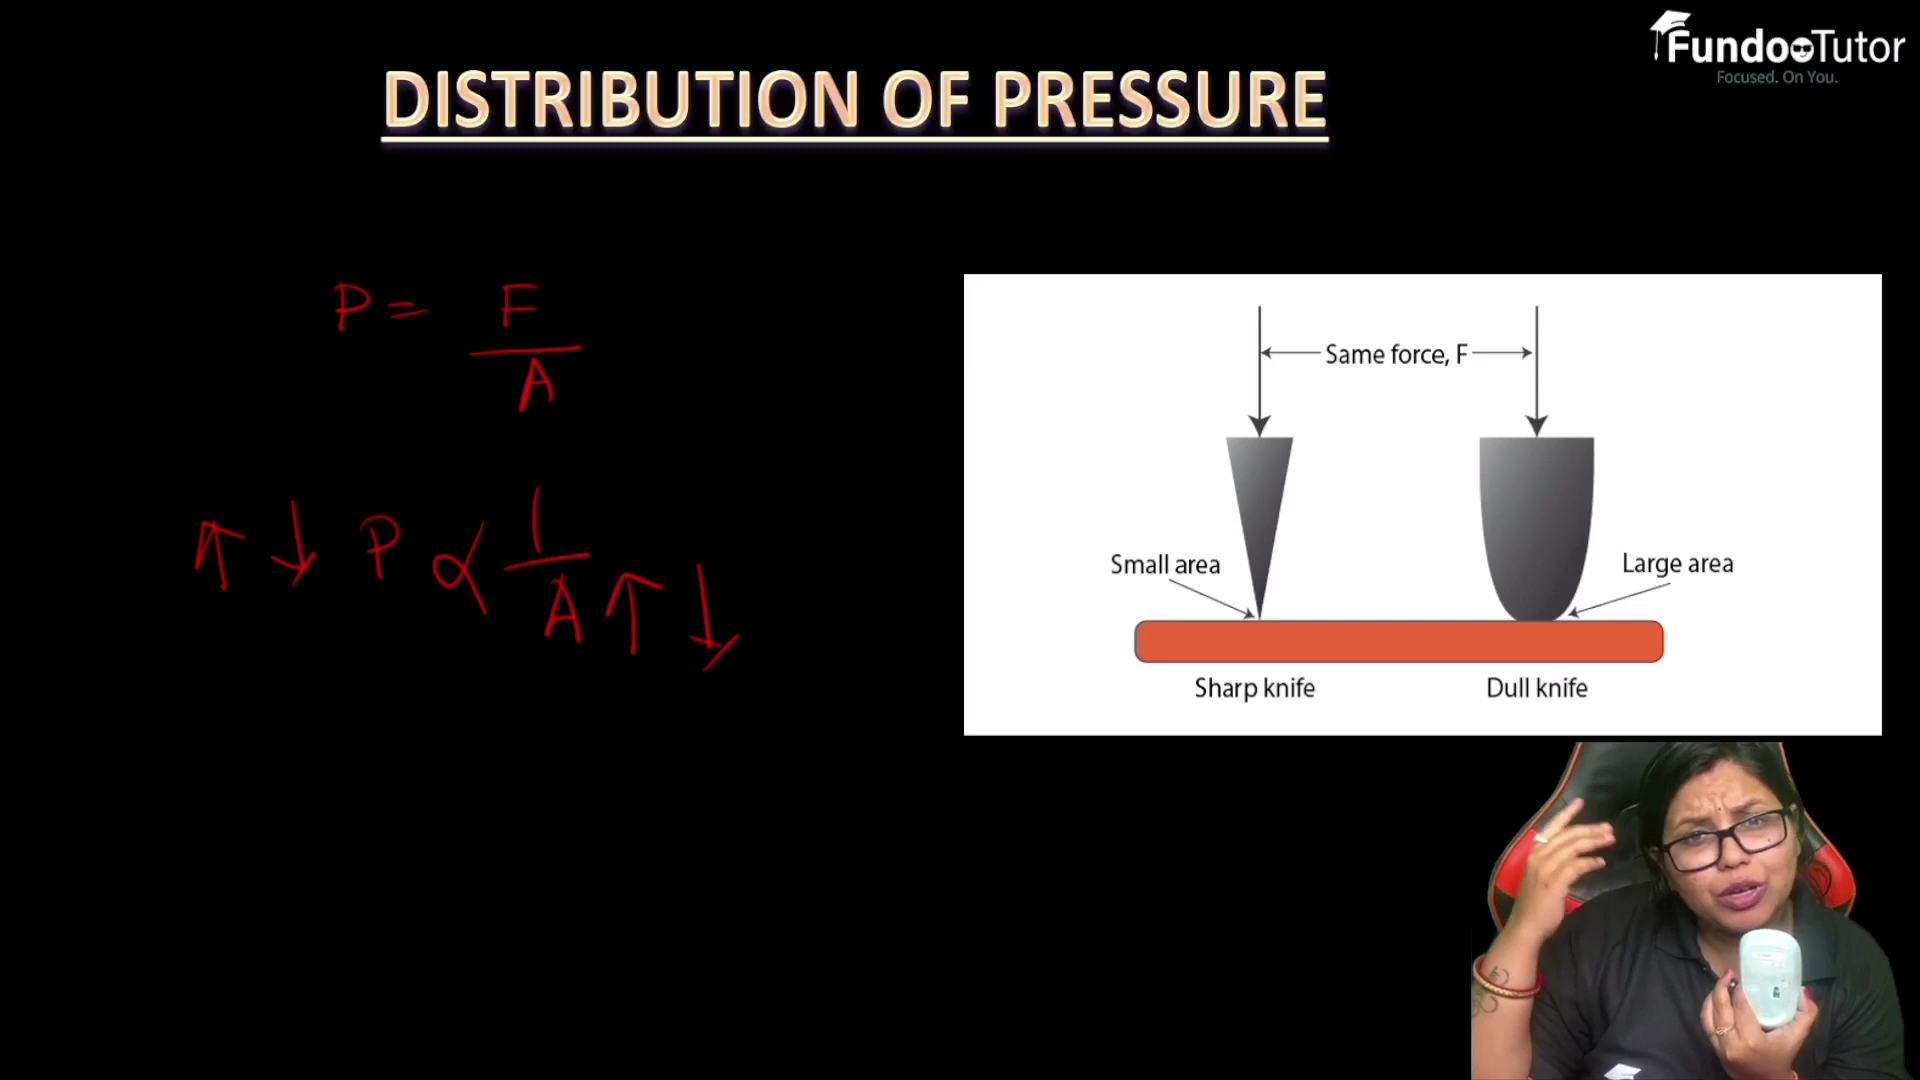 FundooTutor
Focused. On You.
DISTRIBUTION OF PRESSURE
P = F
A
↑ ↓ P ∝ 1
A ↑ ↓
Same force, F
Small area
Large area
Sharp knife
Dull knife